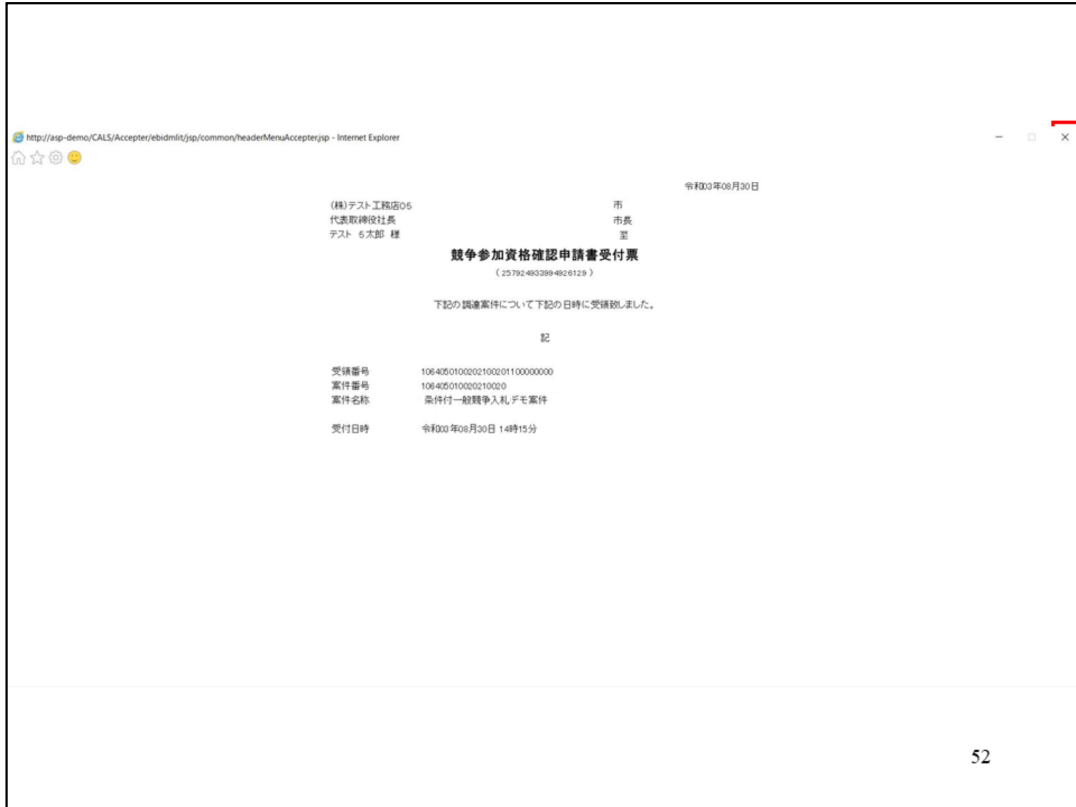 http://asp-demo/CALS/Accepter/ebidmlit/jsp/common/headerMenuAccepter.jsp - Internet Explorer
令和03年08月30日
(株)テスト工務店05 市
代表取締役社長 市長
テスト 5太郎 様 至
競争参加資格確認申請書受付票
(257924933994926129)
下記の調達案件について下記の日時に受領致しました。
記
受領番号 1064050100202100201100000000
案件番号 106405010020210020
案件名称 条件付一般競争入札デモ案件
受付日時 令和03年08月30日 14時15分
52